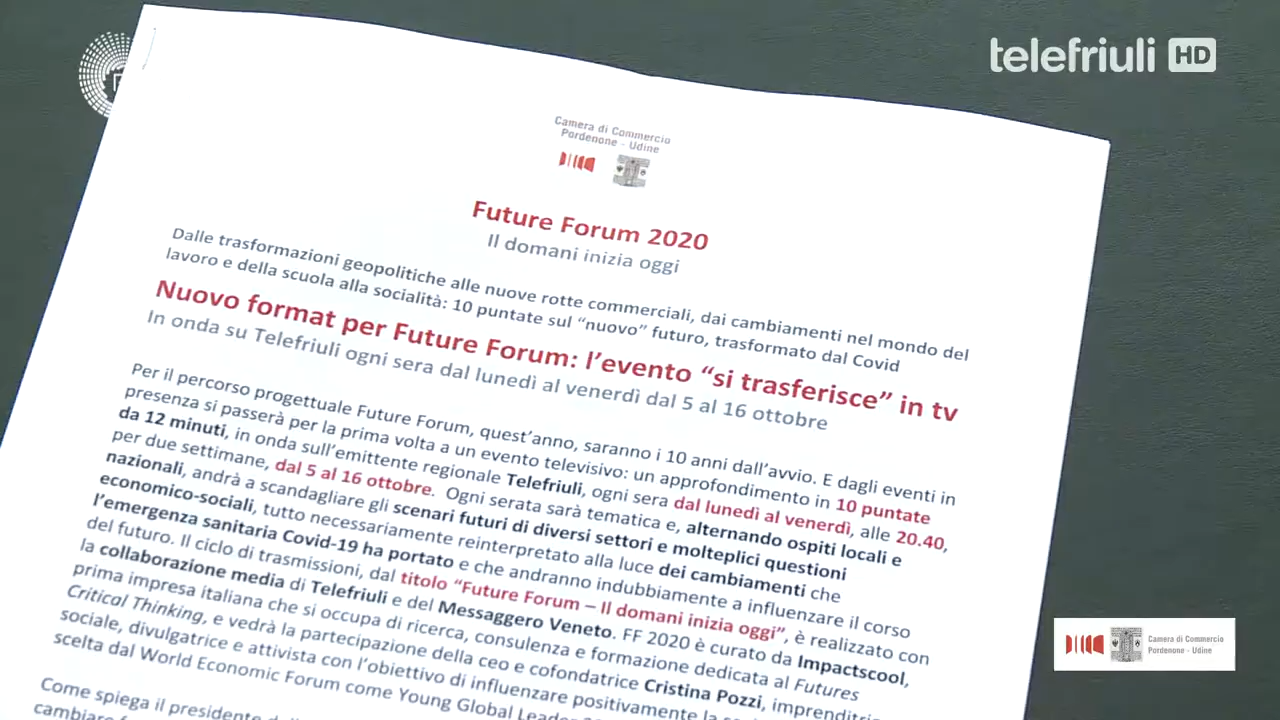 telefriuli HD
Camera di Commercio
Pordenone - Udine
Future Forum 2020
Il domani inizia oggi
Dalle trasformazioni geopolitiche alle nuove rotte commerciali, dai cambiamenti nel mondo del
lavoro e della scuola alla socialità: 10 puntate sul “nuovo” futuro, trasformato dal Covid
Nuovo format per Future Forum: l’evento “si trasferisce” in tv
In onda su Telefriuli ogni sera dal lunedì al venerdì dal 5 al 16 ottobre
Per il percorso progettuale Future Forum, quest’anno, saranno i 10 anni dall’avvio. E dagli eventi in
presenza si passerà per la prima volta a un evento televisivo: un approfondimento in 10 puntate
da 12 minuti, in onda sull’emittente regionale Telefriuli, ogni sera dal lunedì al venerdì, alle 20.40,
per due settimane, dal 5 al 16 ottobre. Ogni serata sarà tematica e, alternando ospiti locali e
nazionali, andrà a scandagliare gli scenari futuri di diversi settori e molteplici questioni
economico-sociali, tutto necessariamente reinterpretato alla luce dei cambiamenti che
l’emergenza sanitaria Covid-19 ha portato e che andranno indubbiamente a influenzare il corso
del futuro. Il ciclo di trasmissioni, dal titolo “Future Forum – Il domani inizia oggi”, è realizzato con
la collaborazione media di Telefriuli e del Messaggero Veneto. FF 2020 è curato da Impactscool,
prima impresa italiana che si occupa di ricerca, consulenza e formazione dedicata al Futures
Critical Thinking, e vedrà la partecipazione della ceo e cofondatrice Cristina Pozzi, imprenditrice
sociale, divulgatrice e attivista con l’obiettivo di influenzare positivamente la
scelta dal World Economic Forum come Young Global Leader
Come spiega il presidente
cambiare
Camera di Commercio
Pordenone - Udine